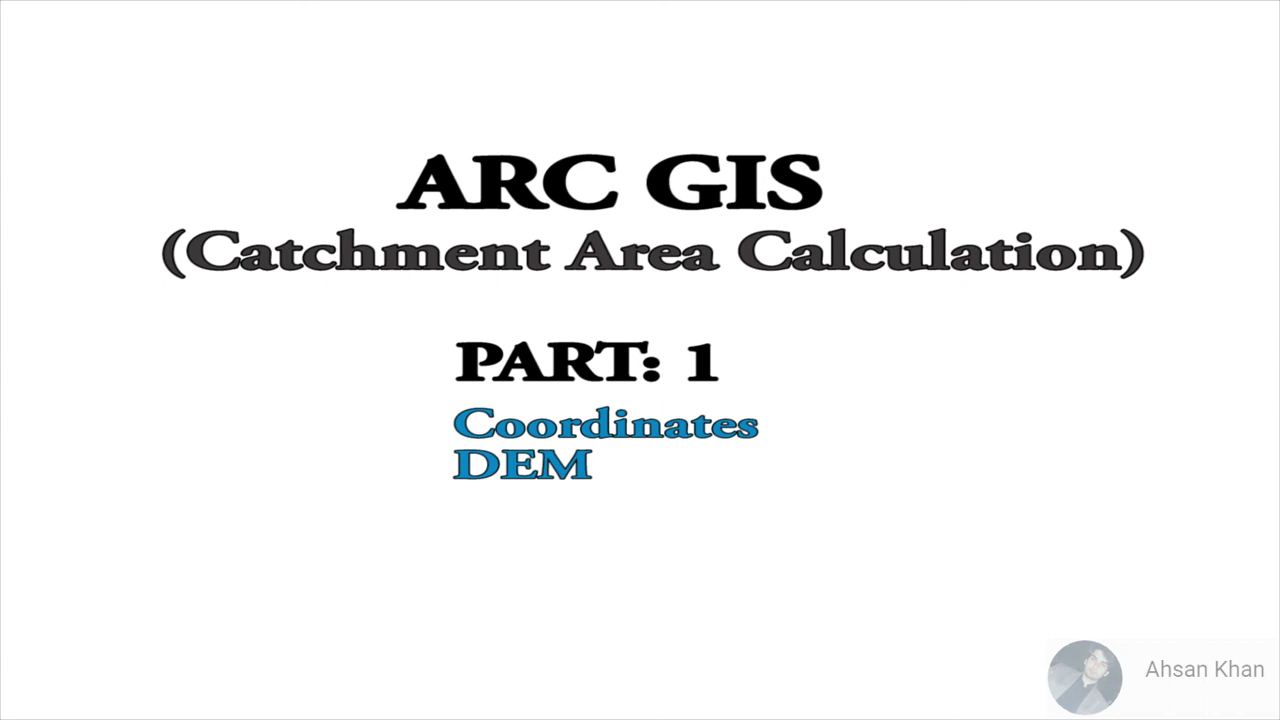 ARC GIS
(Catchment Area Calculation)
PART: 1
Coordinates
DEM
Ahsan Khan